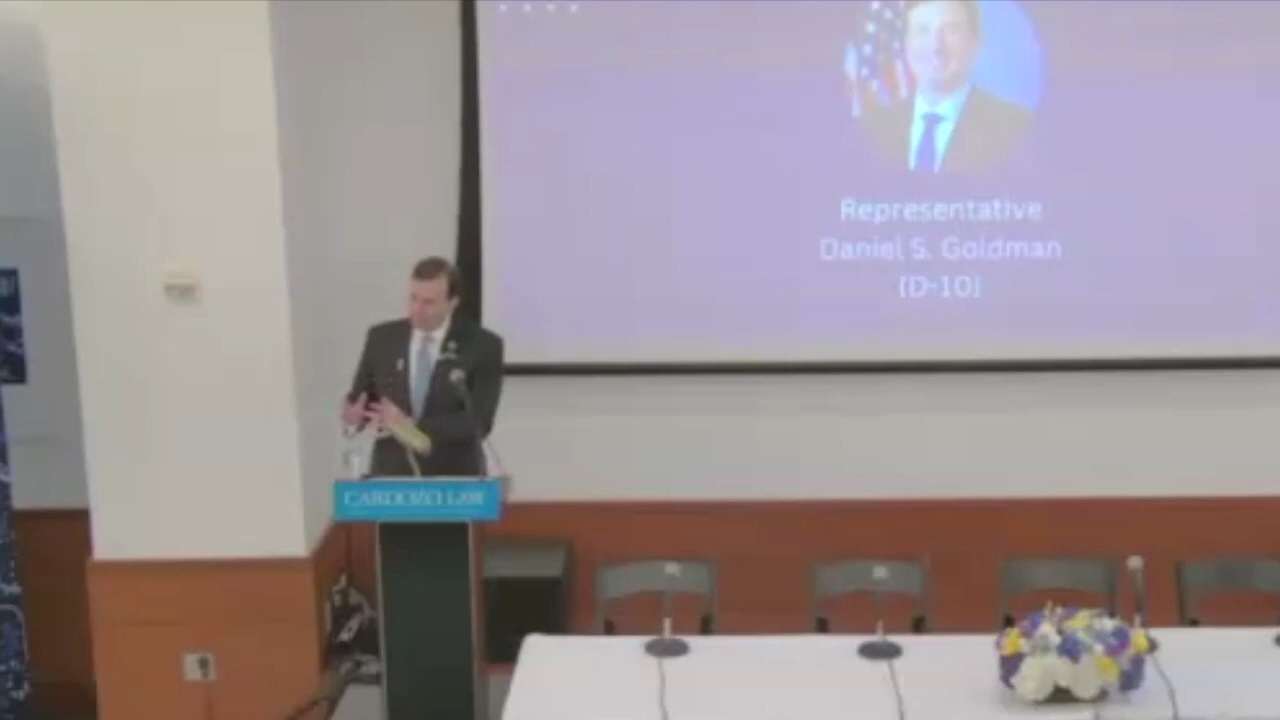 Representative
Daniel S. Goldman
(D-10)
CARDOZO LAW